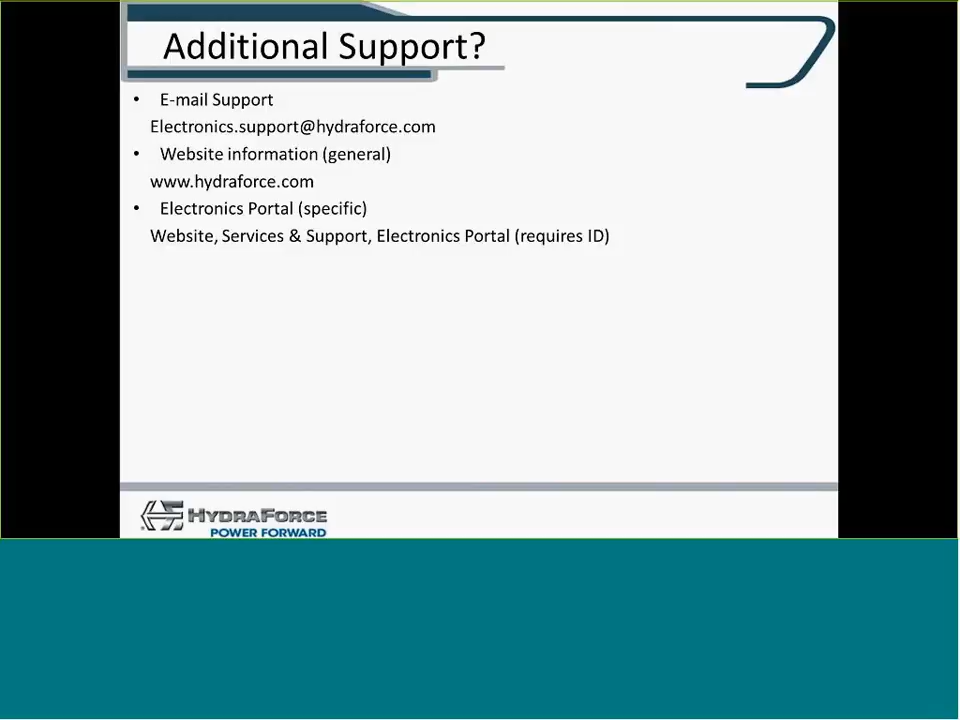 Additional Support?
• E-mail Support
Electronics.support@hydraforce.com
• Website information (general)
www.hydraforce.com
• Electronics Portal (specific)
Website, Services & Support, Electronics Portal (requires ID)
HYDRAFORCE
POWER FORWARD